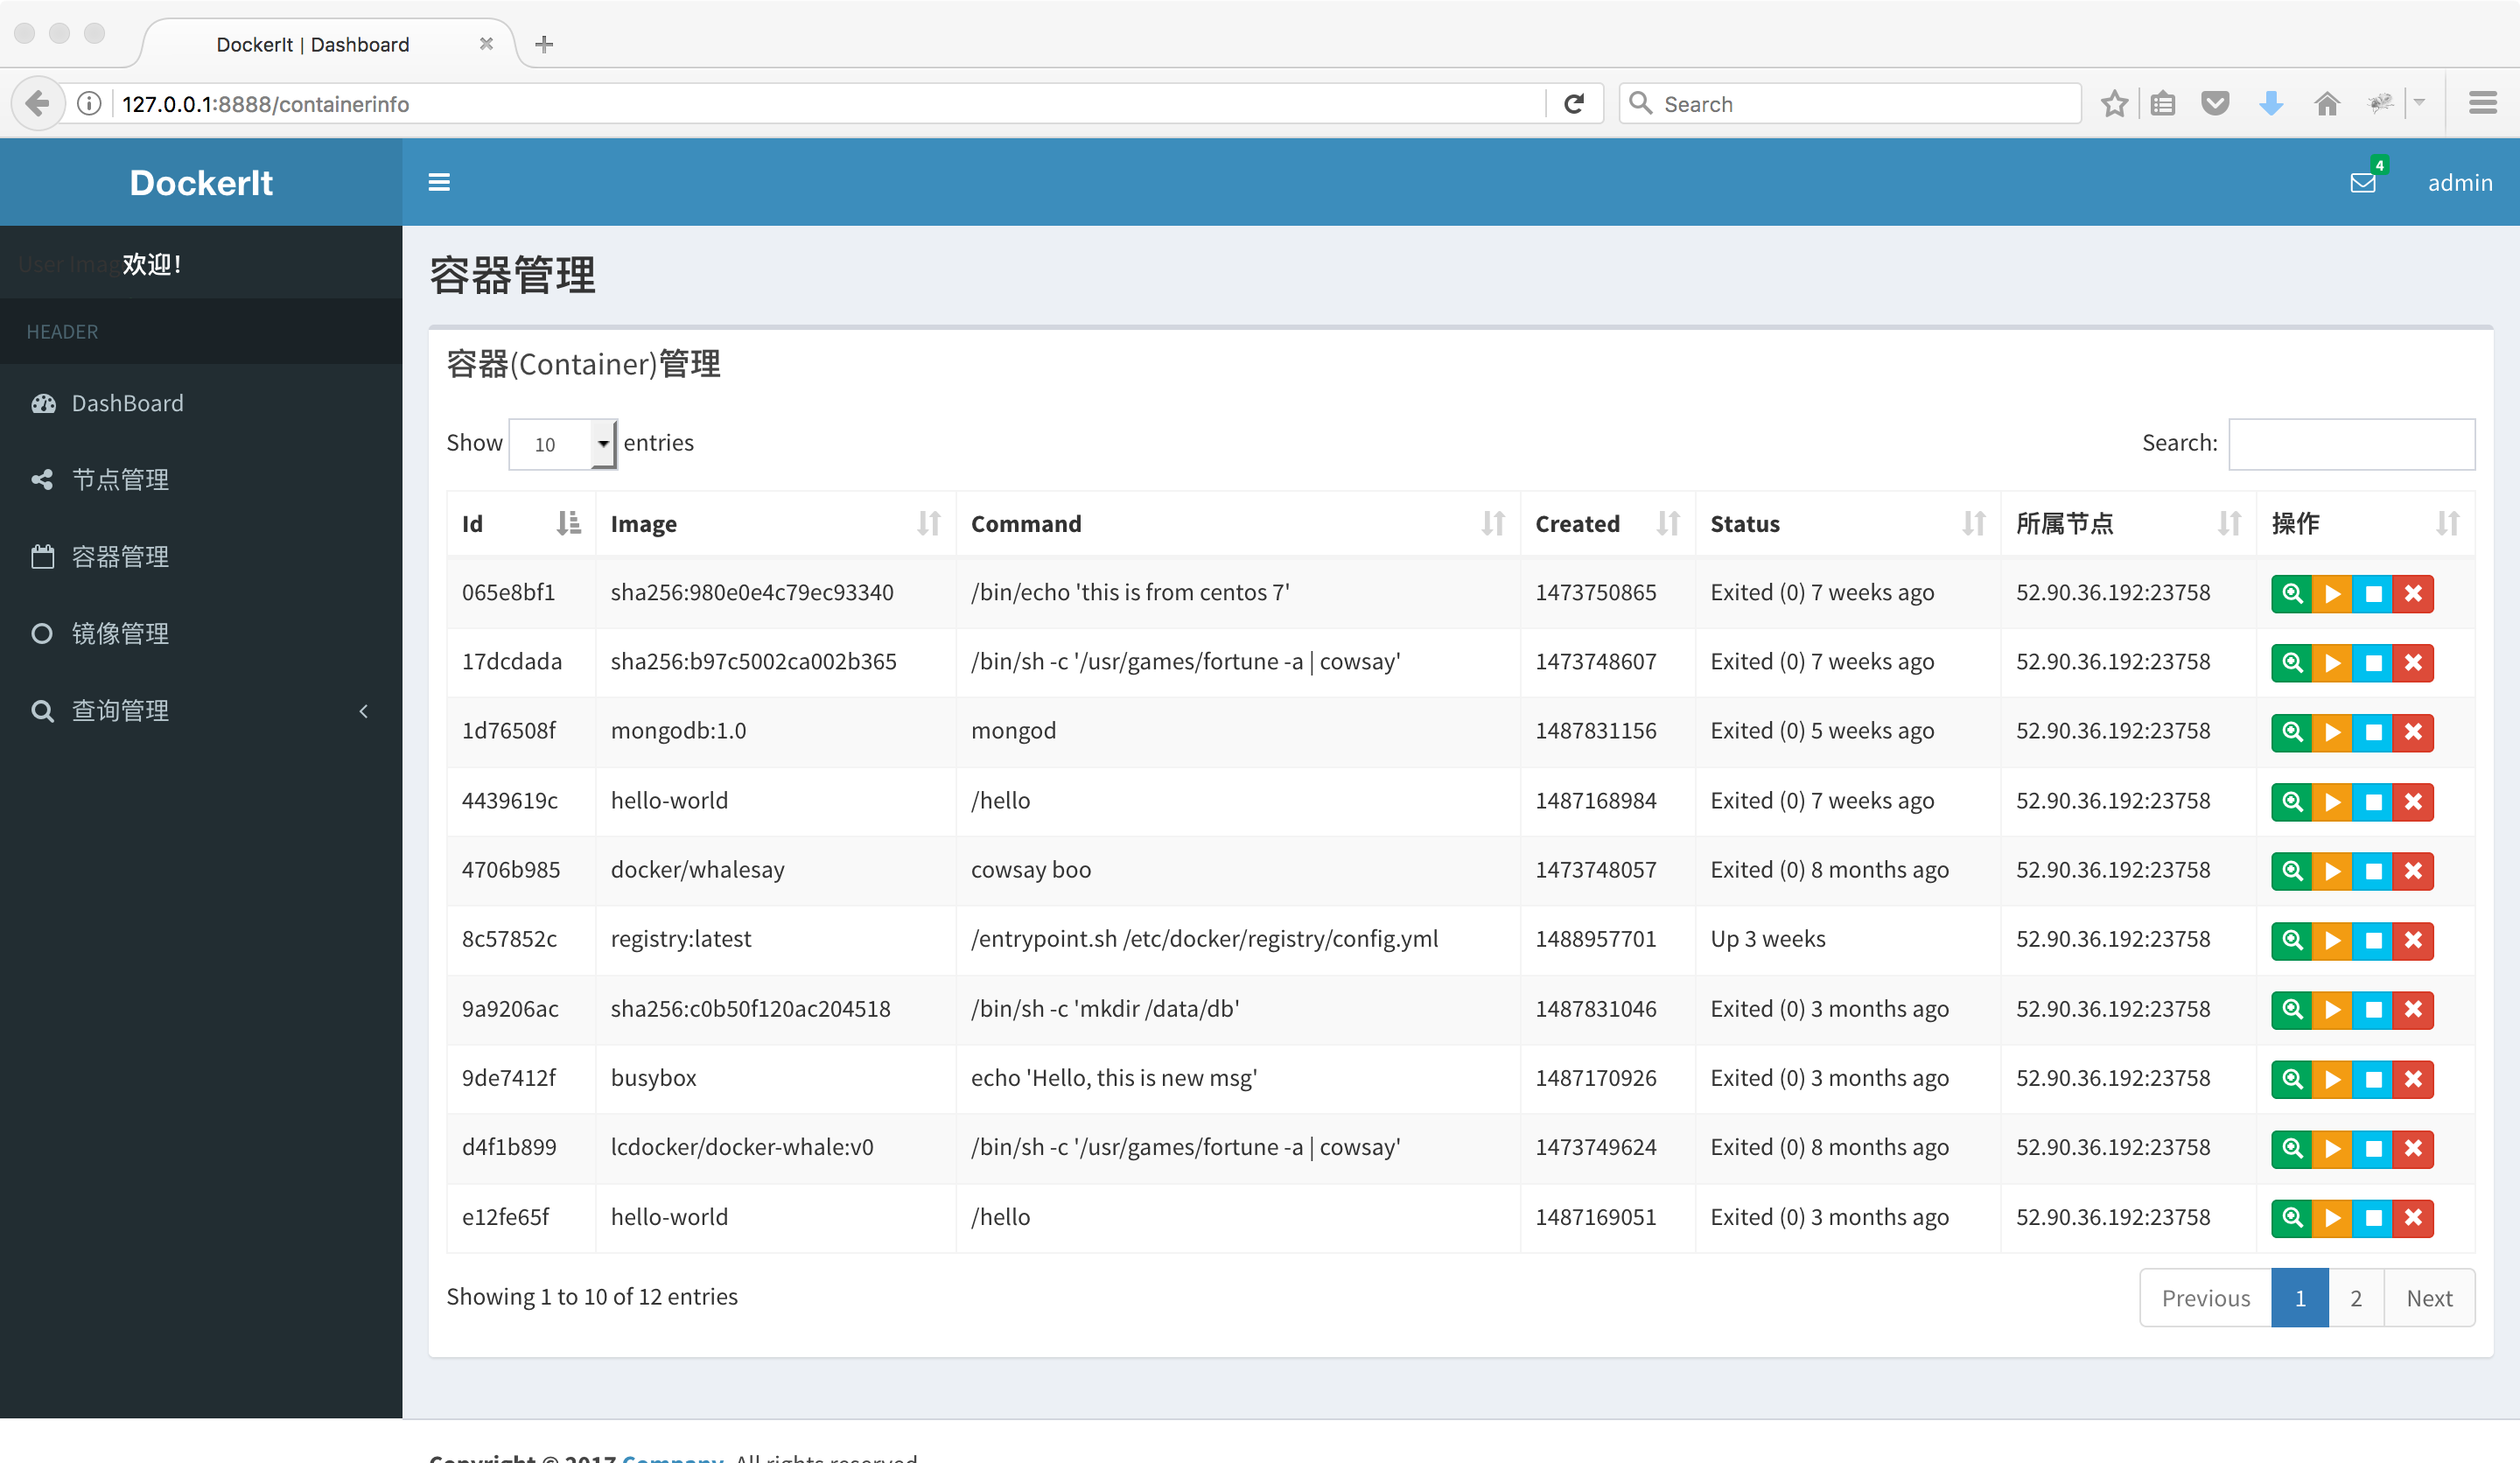 DockerIt | Dashboard
127.0.0.1:8888/containerinfo
Search
DockerIt
4
admin
User Imag
欢迎!
容器管理
HEADER
DashBoard
节点管理
容器管理
镜像管理
查询管理
容器(Container)管理
Show 10 entries
Search:
Id Image Command Created Status 所属节点 操作
065e8bf1 sha256:980e0e4c79ec93340 /bin/echo 'this is from centos 7' 1473750865 Exited (0) 7 weeks ago 52.90.36.192:23758
17dcdada sha256:b97c5002ca002b365 /bin/sh -c '/usr/games/fortune -a | cowsay' 1473748607 Exited (0) 7 weeks ago 52.90.36.192:23758
1d76508f mongodb:1.0 mongod 1487831156 Exited (0) 5 weeks ago 52.90.36.192:23758
4439619c hello-world /hello 1487168984 Exited (0) 7 weeks ago 52.90.36.192:23758
4706b985 docker/whalesay cowsay boo 1473748057 Exited (0) 8 months ago 52.90.36.192:23758
8c57852c registry:latest /entrypoint.sh /etc/docker/registry/config.yml 1488957701 Up 3 weeks 52.90.36.192:23758
9a9206ac sha256:c0b50f120ac204518 /bin/sh -c 'mkdir /data/db' 1487831046 Exited (0) 3 months ago 52.90.36.192:23758
9de7412f busybox echo 'Hello, this is new msg' 1487170926 Exited (0) 3 months ago 52.90.36.192:23758
d4f1b899 lcdocker/docker-whale:v0 /bin/sh -c '/usr/games/fortune -a | cowsay' 1473749624 Exited (0) 8 months ago 52.90.36.192:23758
e12fe65f hello-world /hello 1487169051 Exited (0) 3 months ago 52.90.36.192:23758
Showing 1 to 10 of 12 entries
Previous 1 2 Next
Copyright © 2017 Company. All rights reserved